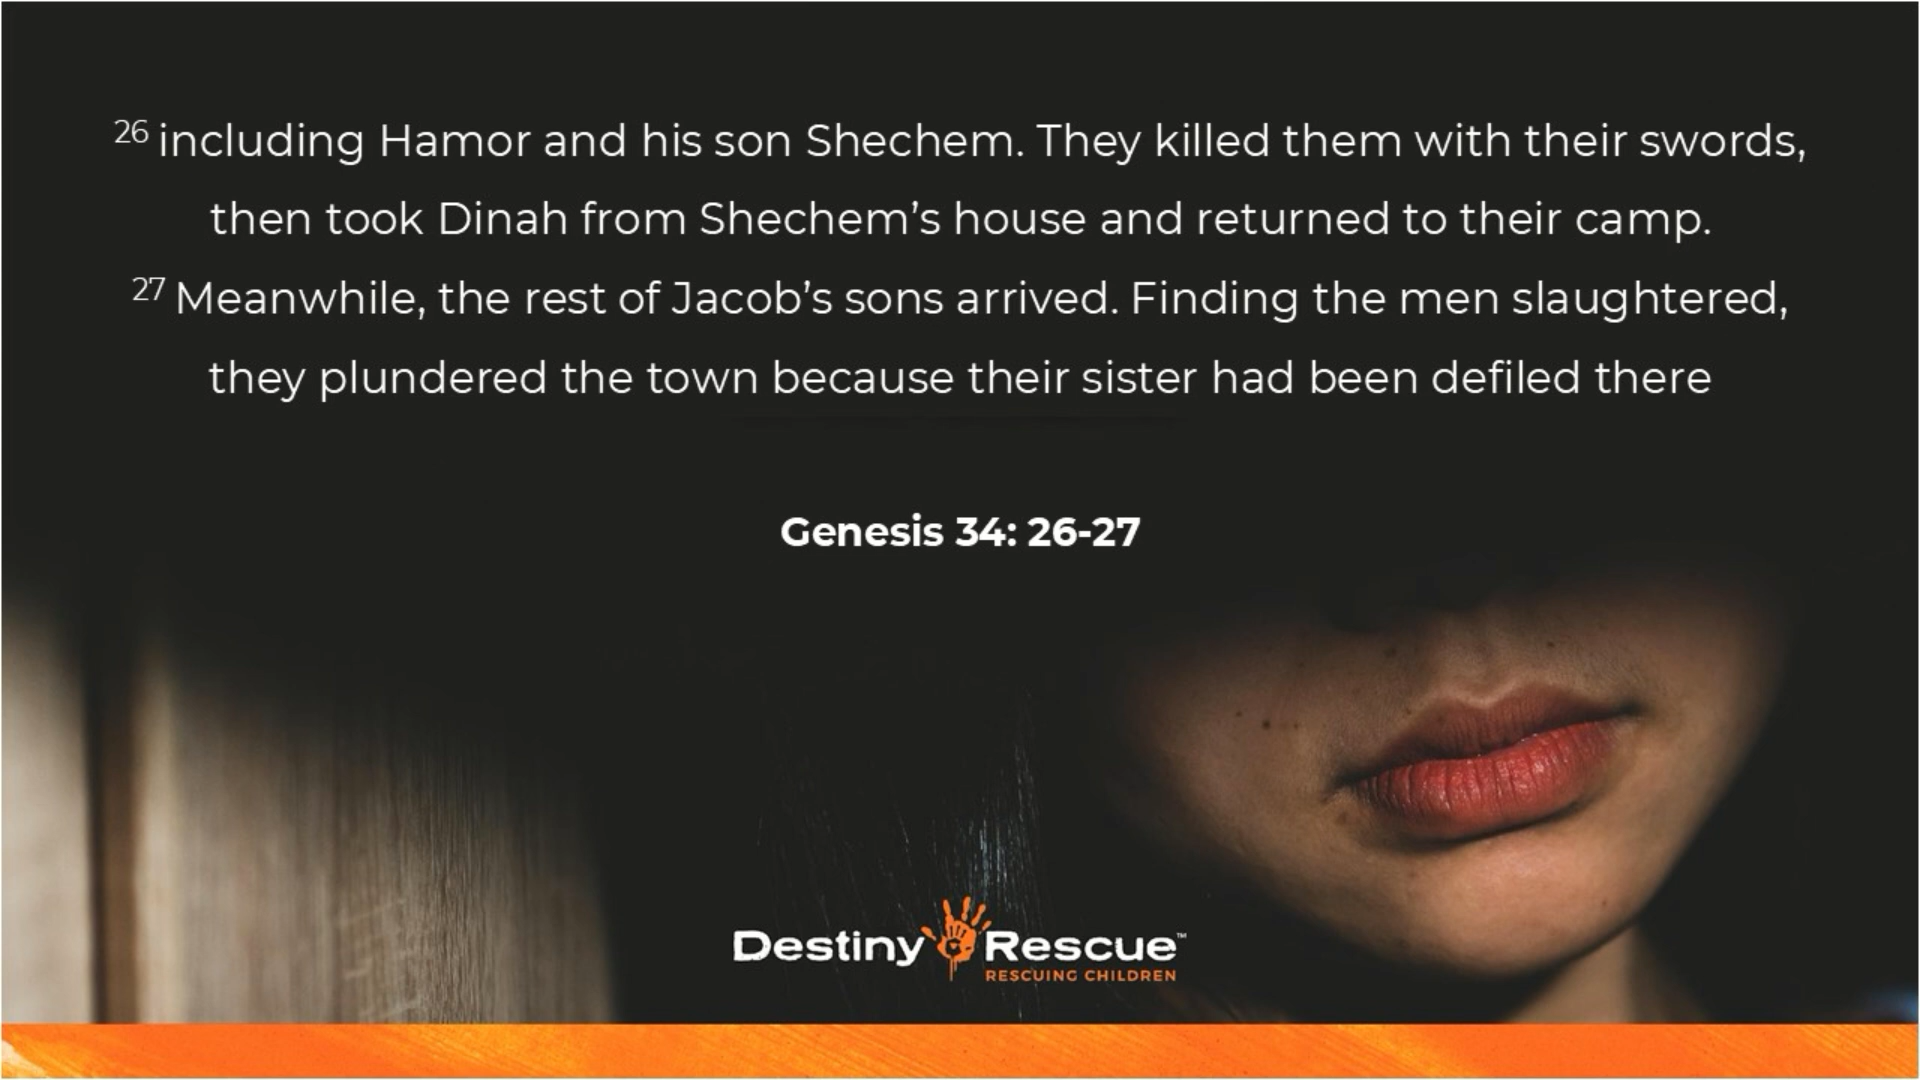 26 including Hamor and his son Shechem. They killed them with their swords,
then took Dinah from Shechem’s house and returned to their camp.
27 Meanwhile, the rest of Jacob’s sons arrived. Finding the men slaughtered,
they plundered the town because their sister had been defiled there
Genesis 34: 26-27
Destiny Rescue™
RESCUING CHILDREN